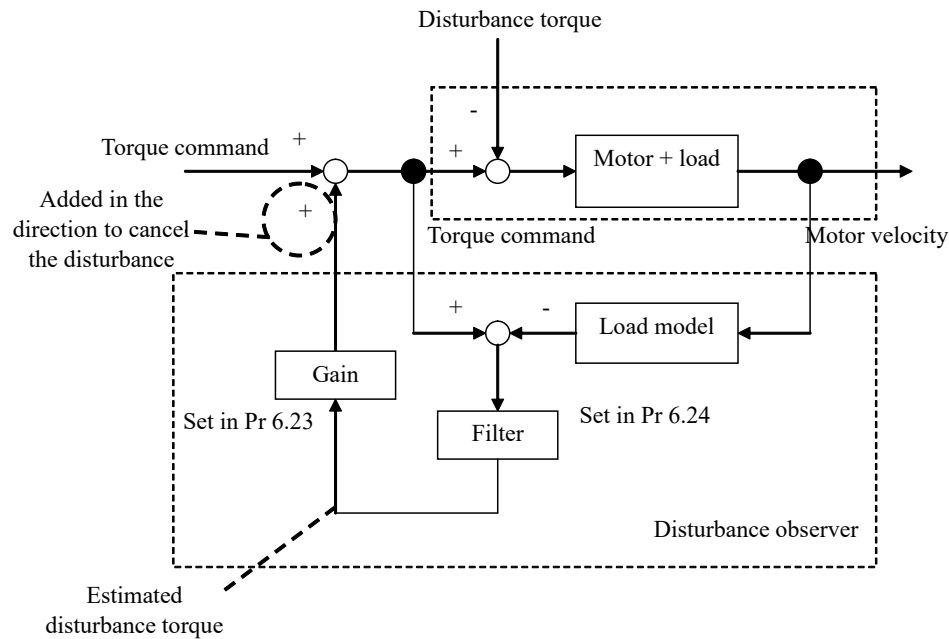 Disturbance torque
-
+
+
Torque command
Motor + load
Added in the
direction to cancel
the disturbance
+
Torque command
Motor velocity
+
-
Load model
Gain
Set in Pr 6.23
Filter
Set in Pr 6.24
Disturbance observer
Estimated
disturbance torque